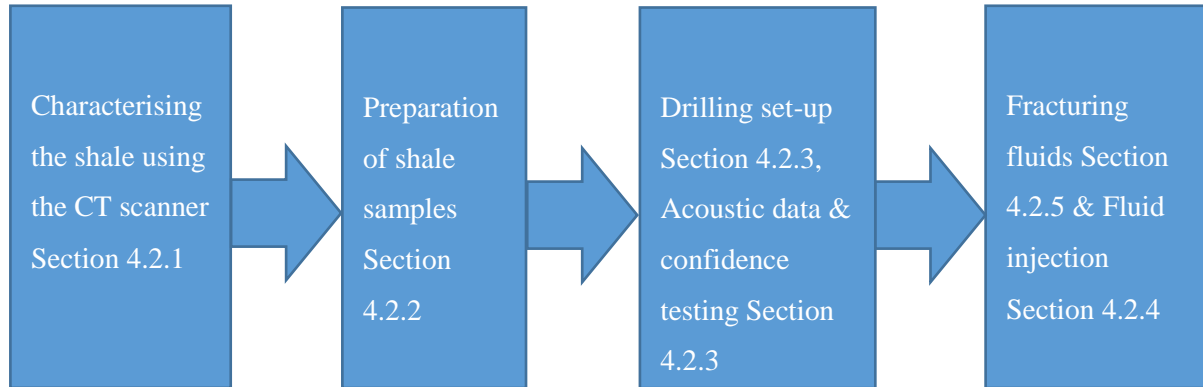 Characterising
the shale using
the CT scanner
Section 4.2.1
Preparation
of shale
samples
Section
4.2.2
Drilling set-up
Section 4.2.3,
Acoustic data &
confidence
testing Section
4.2.3
Fracturing
fluids Section
4.2.5 & Fluid
injection
Section 4.2.4